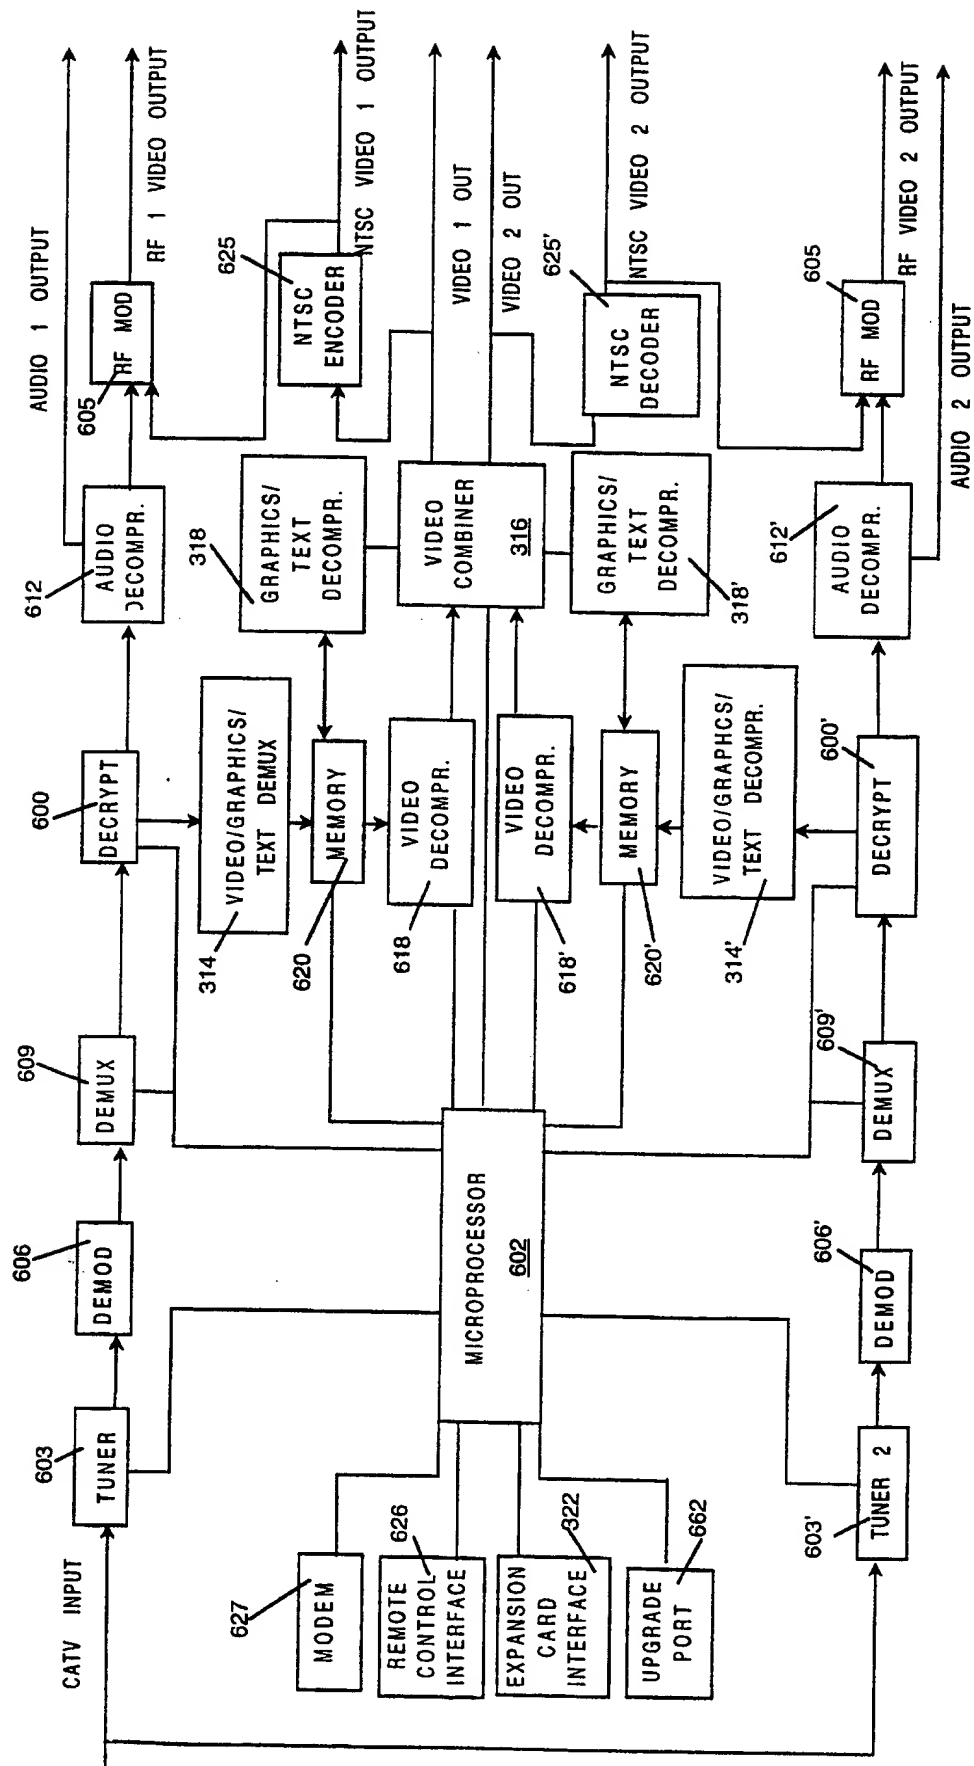 CATV INPUT
603
TUNER
606
DEMOD
609
DEMUX
600
DECRYPT
612
AUDIO
DECOMPR.
605
RF MOD
AUDIO 1 OUTPUT
RF 1 VIDEO OUTPUT
314
VIDEO/GRAPHICS/
TEXT DEMUX
318
GRAPHICS/
TEXT
DECOMPR.
625
NTSC
ENCODER
NTSC VIDEO 1 OUTPUT
627
MODEM
620
MEMORY
626
REMOTE
CONTROL
INTERFACE
618
VIDEO
DECOMPR.
MICROPROCESSOR
602
VIDEO
COMBINER
316
VIDEO 1 OUT
VIDEO 2 OUT
322
EXPANSION
CARD
INTERFACE
618'
VIDEO
DECOMPR.
662
UPGRADE
PORT
620'
MEMORY
318'
GRAPHICS/
TEXT
DECOMPR.
625'
NTSC
DECODER
NTSC VIDEO 2 OUTPUT
314'
VIDEO/GRAPHCS/
TEXT DECOMPR.
603'
TUNER 2
606'
DEMOD
609'
DEMUX
600'
DECRYPT
612'
AUDIO
DECOMPR.
605
RF MOD
RF VIDEO 2 OUTPUT
AUDIO 2 OUTPUT